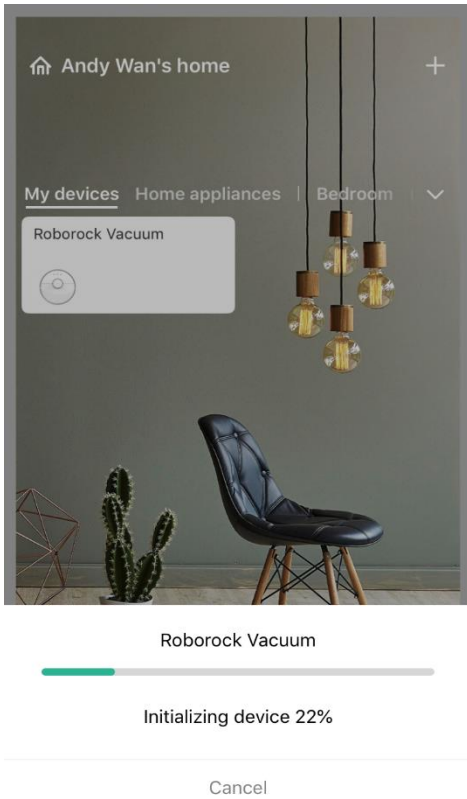 Andy Wan's home
My devices Home appliances | Bedroom
Roborock Vacuum
Roborock Vacuum
Initializing device 22%
Cancel